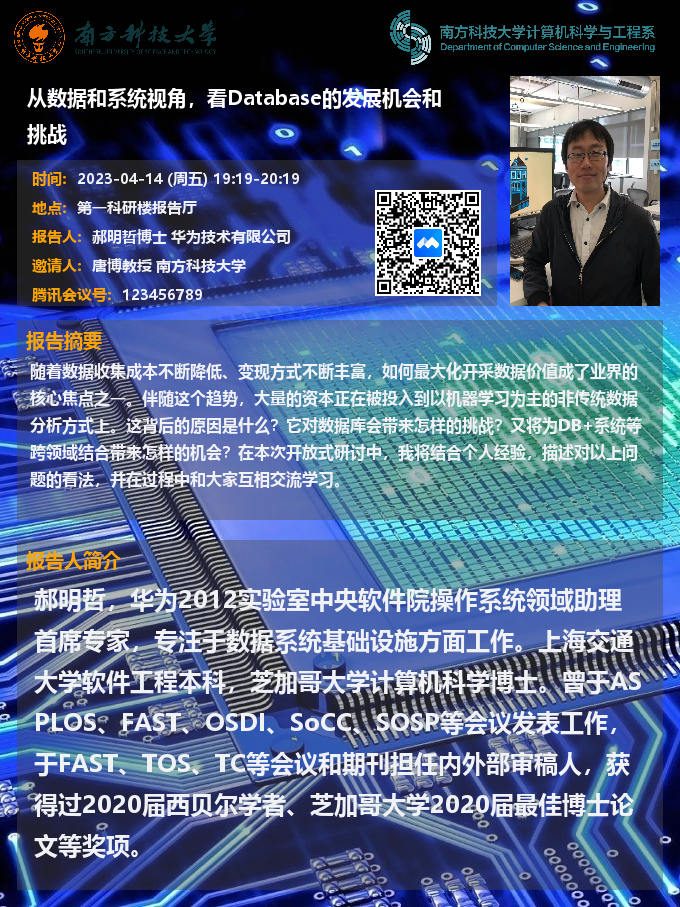 南方科技大学
SOUTHERN UNIVERSITY OF SCIENCE AND TECHNOLOGY
南方科技大学计算机科学与工程系
Department of Computer Science and Engineering
从数据和系统视角，看Database的发展机会和
挑战
时间：2023-04-14 (周五) 19:19-20:19
地点：第一科研楼报告厅
报告人：郝明哲博士 华为技术有限公司
邀请人：唐博教授 南方科技大学
腾讯会议号：123456789
报告摘要
随着数据收集成本不断降低、变现方式不断丰富，如何最大化开采数据价值成了业界的
核心焦点之一。伴随这个趋势，大量的资本正在被投入到以机器学习为主的非传统数据
分析方式上。这背后的原因是什么？它对数据库会带来怎样的挑战？又将为DB+系统等
跨领域结合带来怎样的机会？在本次开放式研讨中，我将结合个人经验，描述对以上问
题的看法，并在过程中和大家互相交流学习。
报告人简介
郝明哲，华为2012实验室中央软件院操作系统领域助理
首席专家，专注于数据系统基础设施方面工作。上海交通
大学软件工程本科，芝加哥大学计算机科学博士。曾于AS
PLOS、FAST、OSDI、SoCC、SOSP等会议发表工作，
于FAST、TOS、TC等会议和期刊担任内外部审稿人，获
得过2020届西贝尔学者、芝加哥大学2020届最佳博士论
文等奖项。